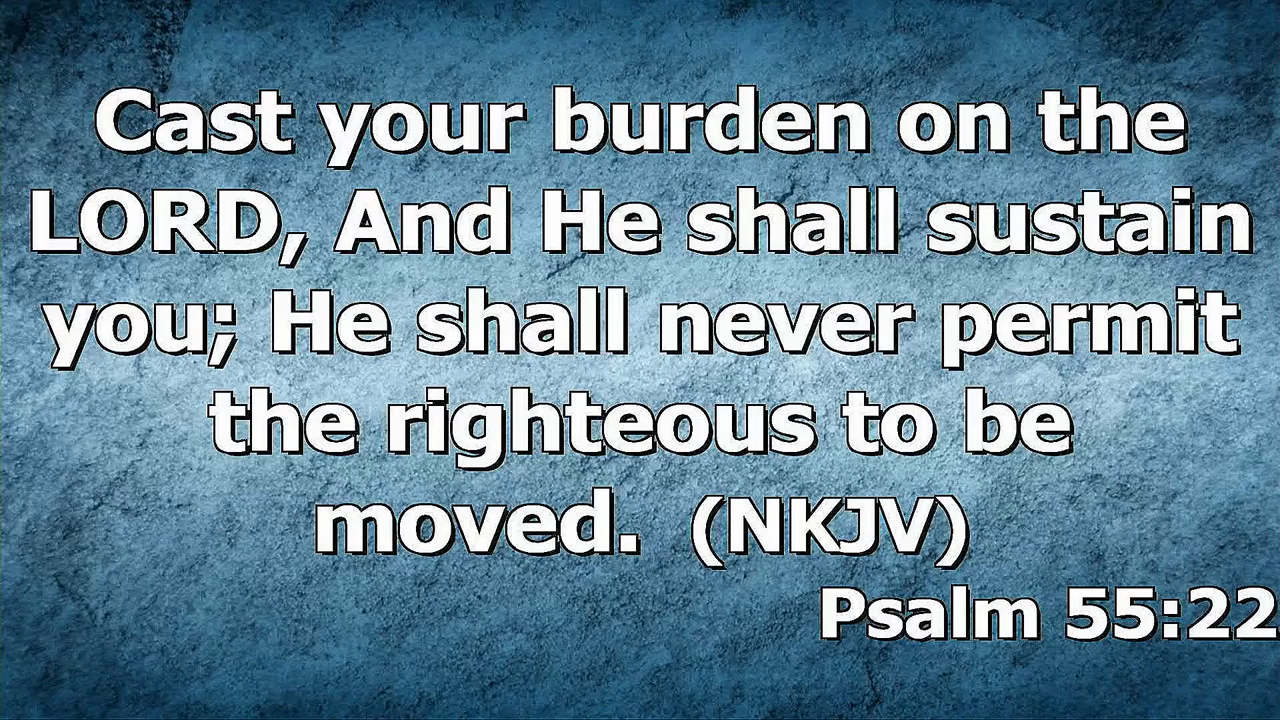 Cast your burden on the
LORD, And He shall sustain
you; He shall never permit
the righteous to be
moved.  (NKJV)
Psalm 55:22